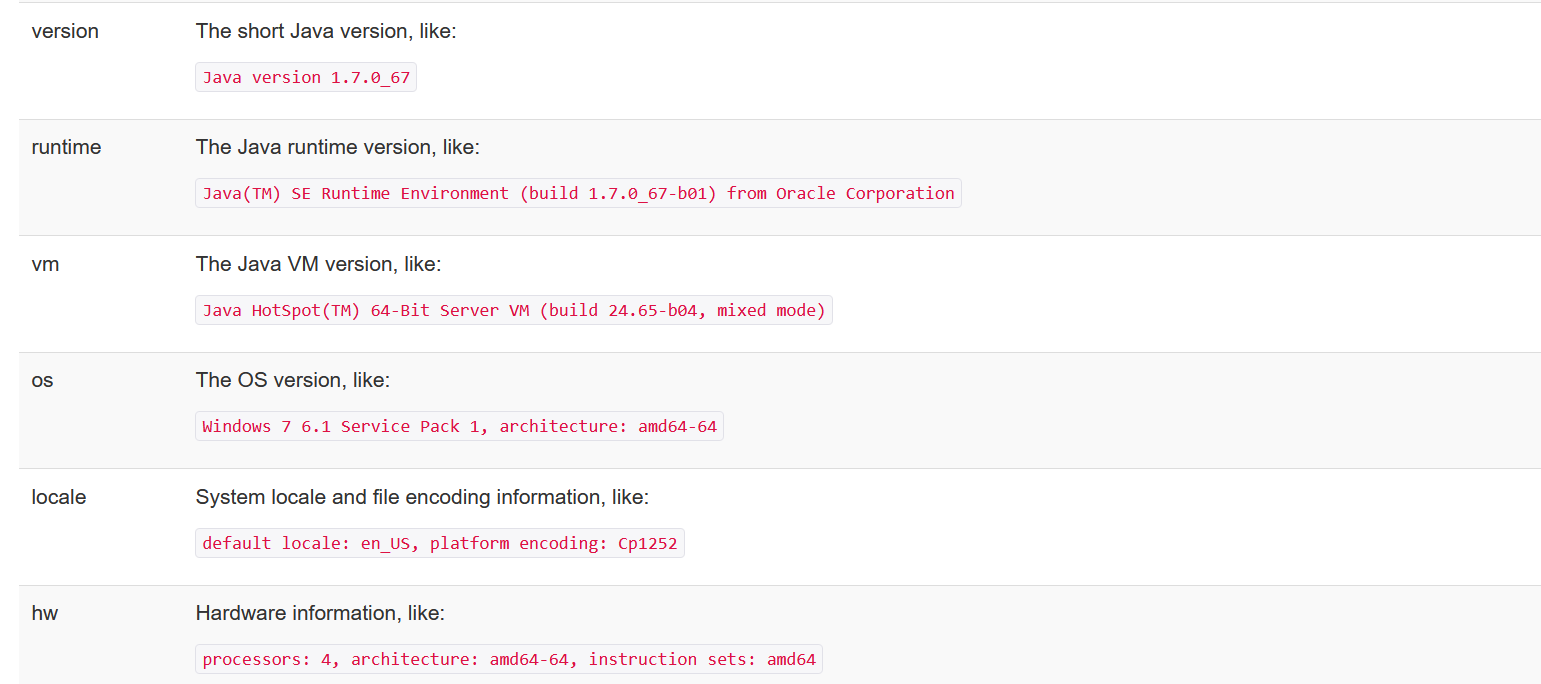 version The short Java version, like:
Java version 1.7.0_67
runtime The Java runtime version, like:
Java(TM) SE Runtime Environment (build 1.7.0_67-b01) from Oracle Corporation
vm The Java VM version, like:
Java HotSpot(TM) 64-Bit Server VM (build 24.65-b04, mixed mode)
os The OS version, like:
Windows 7 6.1 Service Pack 1, architecture: amd64-64
locale System locale and file encoding information, like:
default locale: en_US, platform encoding: Cp1252
hw Hardware information, like:
processors: 4, architecture: amd64-64, instruction sets: amd64